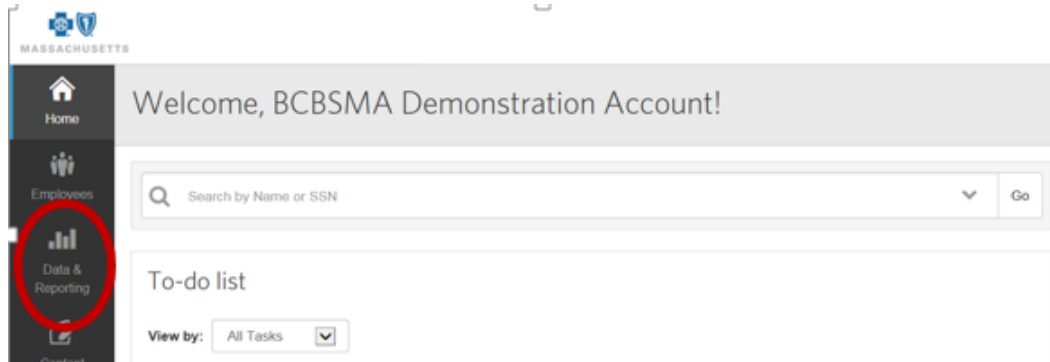 MASSACHUSETTS
Home
Welcome, BCBSMA Demonstration Account!
Employees
Search by Name or SSN
Go
Data &
Reporting
To-do list
View by: All Tasks
Content